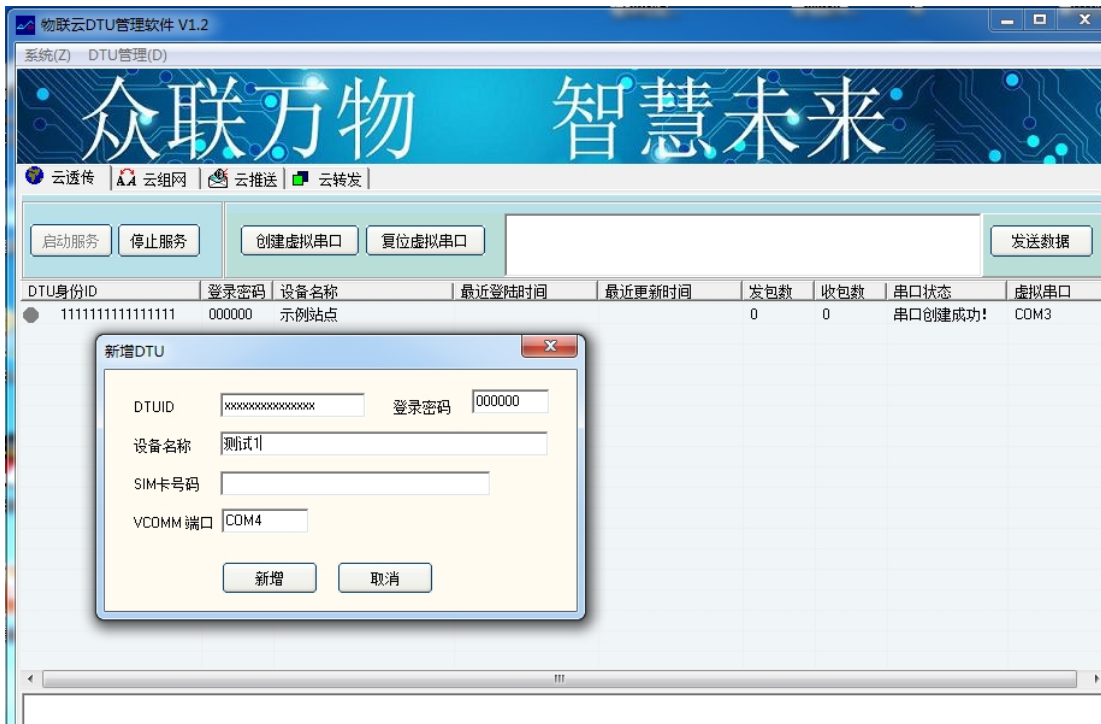 物联云DTU管理软件 V1.2
系统(Z) DTU管理(D)
众联万物 智慧未来
云透传 云组网 云推送 云转发
启动服务 停止服务 创建虚拟串口 复位虚拟串口 发送数据
DTU身份ID 登录密码 设备名称 最近登陆时间 最近更新时间 发包数 收包数 串口状态 虚拟串口
1111111111111111 000000 示例站点 0 0 串口创建成功! COM3
新增DTU
DTUID xxxxxxxxxxxxxxx 登录密码 000000
设备名称 测试1
SIM卡号码
VCOMM 端口 COM4
新增 取消